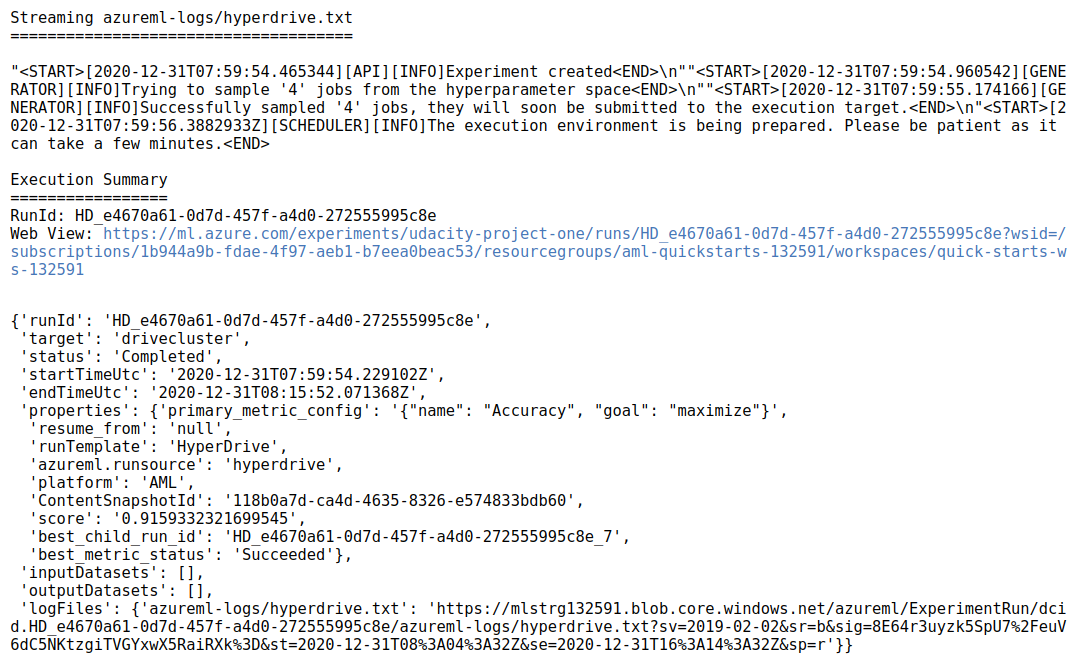 Streaming azureml-logs/hyperdrive.txt
=====================================
"<START>[2020-12-31T07:59:54.465344][API][INFO]Experiment created<END>\n""<START>[2020-12-31T07:59:54.960542][GENE
RATOR][INFO]Trying to sample '4' jobs from the hyperparameter space<END>\n""<START>[2020-12-31T07:59:55.174166][GE
NERATOR][INFO]Successfully sampled '4' jobs, they will soon be submitted to the execution target.<END>\n"<START>[2
020-12-31T07:59:56.3882933Z][SCHEDULER][INFO]The execution environment is being prepared. Please be patient as it
can take a few minutes.<END>
Execution Summary
=================
RunId: HD_e4670a61-0d7d-457f-a4d0-272555995c8e
Web View: https://ml.azure.com/experiments/udacity-project-one/runs/HD_e4670a61-0d7d-457f-a4d0-272555995c8e?wsid=/
subscriptions/1b944a9b-fdae-4f97-aeb1-b7eea0beac53/resourcegroups/aml-quickstarts-132591/workspaces/quick-starts-w
s-132591
{'runId': 'HD_e4670a61-0d7d-457f-a4d0-272555995c8e',
'target': 'drivecluster',
'status': 'Completed',
'startTimeUtc': '2020-12-31T07:59:54.229102Z',
'endTimeUtc': '2020-12-31T08:15:52.071368Z',
'properties': {'primary_metric_config': '{"name": "Accuracy", "goal": "maximize"}',
'resume_from': 'null',
'runTemplate': 'HyperDrive',
'azureml.runsource': 'hyperdrive',
'platform': 'AML',
'ContentSnapshotId': '118b0a7d-ca4d-4635-8326-e574833bdb60',
'score': '0.9159332321699545',
'best_child_run_id': 'HD_e4670a61-0d7d-457f-a4d0-272555995c8e_7',
'best_metric_status': 'Succeeded'},
'inputDatasets': [],
'outputDatasets': [],
'logFiles': {'azureml-logs/hyperdrive.txt': 'https://mlstrg132591.blob.core.windows.net/azureml/ExperimentRun/dci
d.HD_e4670a61-0d7d-457f-a4d0-272555995c8e/azureml-logs/hyperdrive.txt?sv=2019-02-02&sr=b&sig=8E64r3uyzk5SpU7%2FeuV
6dC5NKtzgiTVGYxwX5RaiRXk%3D&st=2020-12-31T08%3A04%3A32Z&se=2020-12-31T16%3A14%3A32Z&sp=r'}}